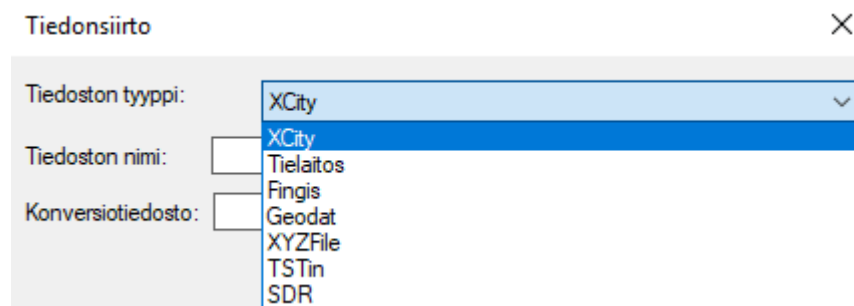 Tiedonsiirto
Tiedoston tyyppi:
XCity
XCity
Tiedoston nimi:
Tielaitos
Fingis
Konversiotiedosto:
Geodat
XYZFile
TSTin
SDR